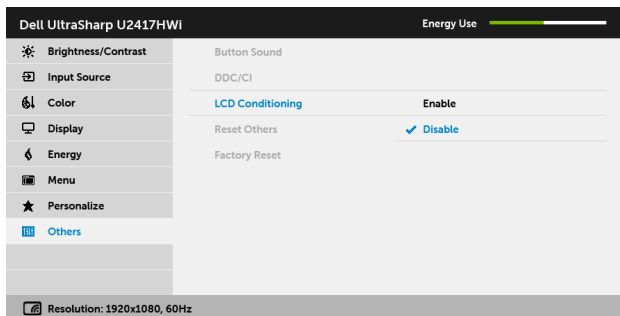 Dell UltraSharp U2417HWi
Energy Use
Brightness/Contrast
Button Sound
Input Source
DDC/CI
Color
LCD Conditioning
Enable
Display
Reset Others
Disable
Energy
Factory Reset
Menu
Personalize
Others
Resolution: 1920x1080, 60Hz